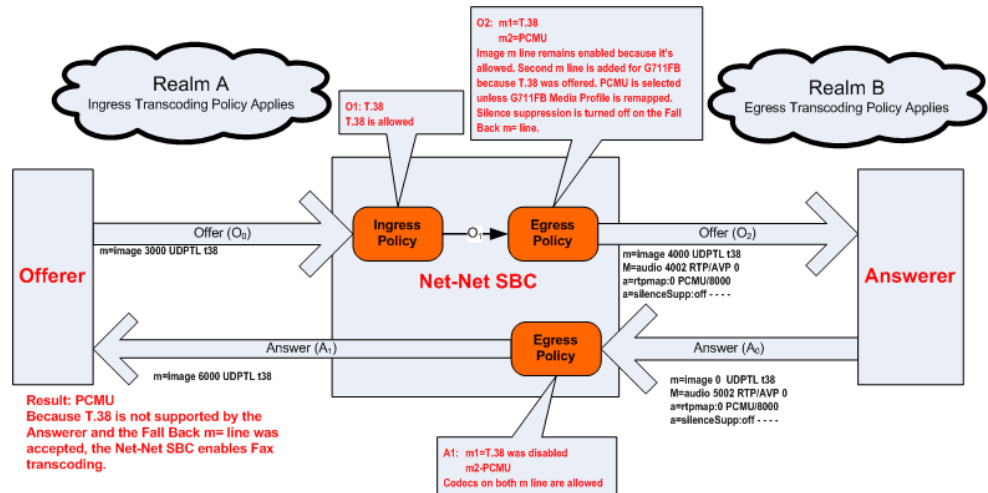 O2: m1=T.38
m2=PCMU
Image m line remains enabled because it's
allowed. Second m line is added for G711FB
because T.38 was offered. PCMU is selected
unless G711FB Media Profile is remapped.
Silence suppression is turned off on the Fall
Back m= line.
Realm A
Ingress Transcoding Policy Applies
Realm B
Egress Transcoding Policy Applies
O1: T.38
T.38 is allowed
Offerer
Offer (O₀)
m=image 3000 UDPTL t38
Ingress
Policy
O₁
Egress
Policy
Net-Net SBC
Offer (O₂)
m=image 4000 UDPTL t38
M=audio 4002 RTP/AVP 0
a=rtpmap:0 PCMU/8000
a=silenceSupp:off - - - -
Answerer
Answer (A₁)
m=image 6000 UDPTL t38
Egress
Policy
Answer (A₀)
m=image 0 UDPTL t38
M=audio 5002 RTP/AVP 0
a=rtpmap:0 PCMU/8000
a=silenceSupp:off - - - -
Result: PCMU
Because T.38 is not supported by the
Answerer and the Fall Back m= line was
accepted, the Net-Net SBC enables Fax
transcoding.
A1: m1=T.38 was disabled
m2-PCMU
Codecs on both m line are allowed